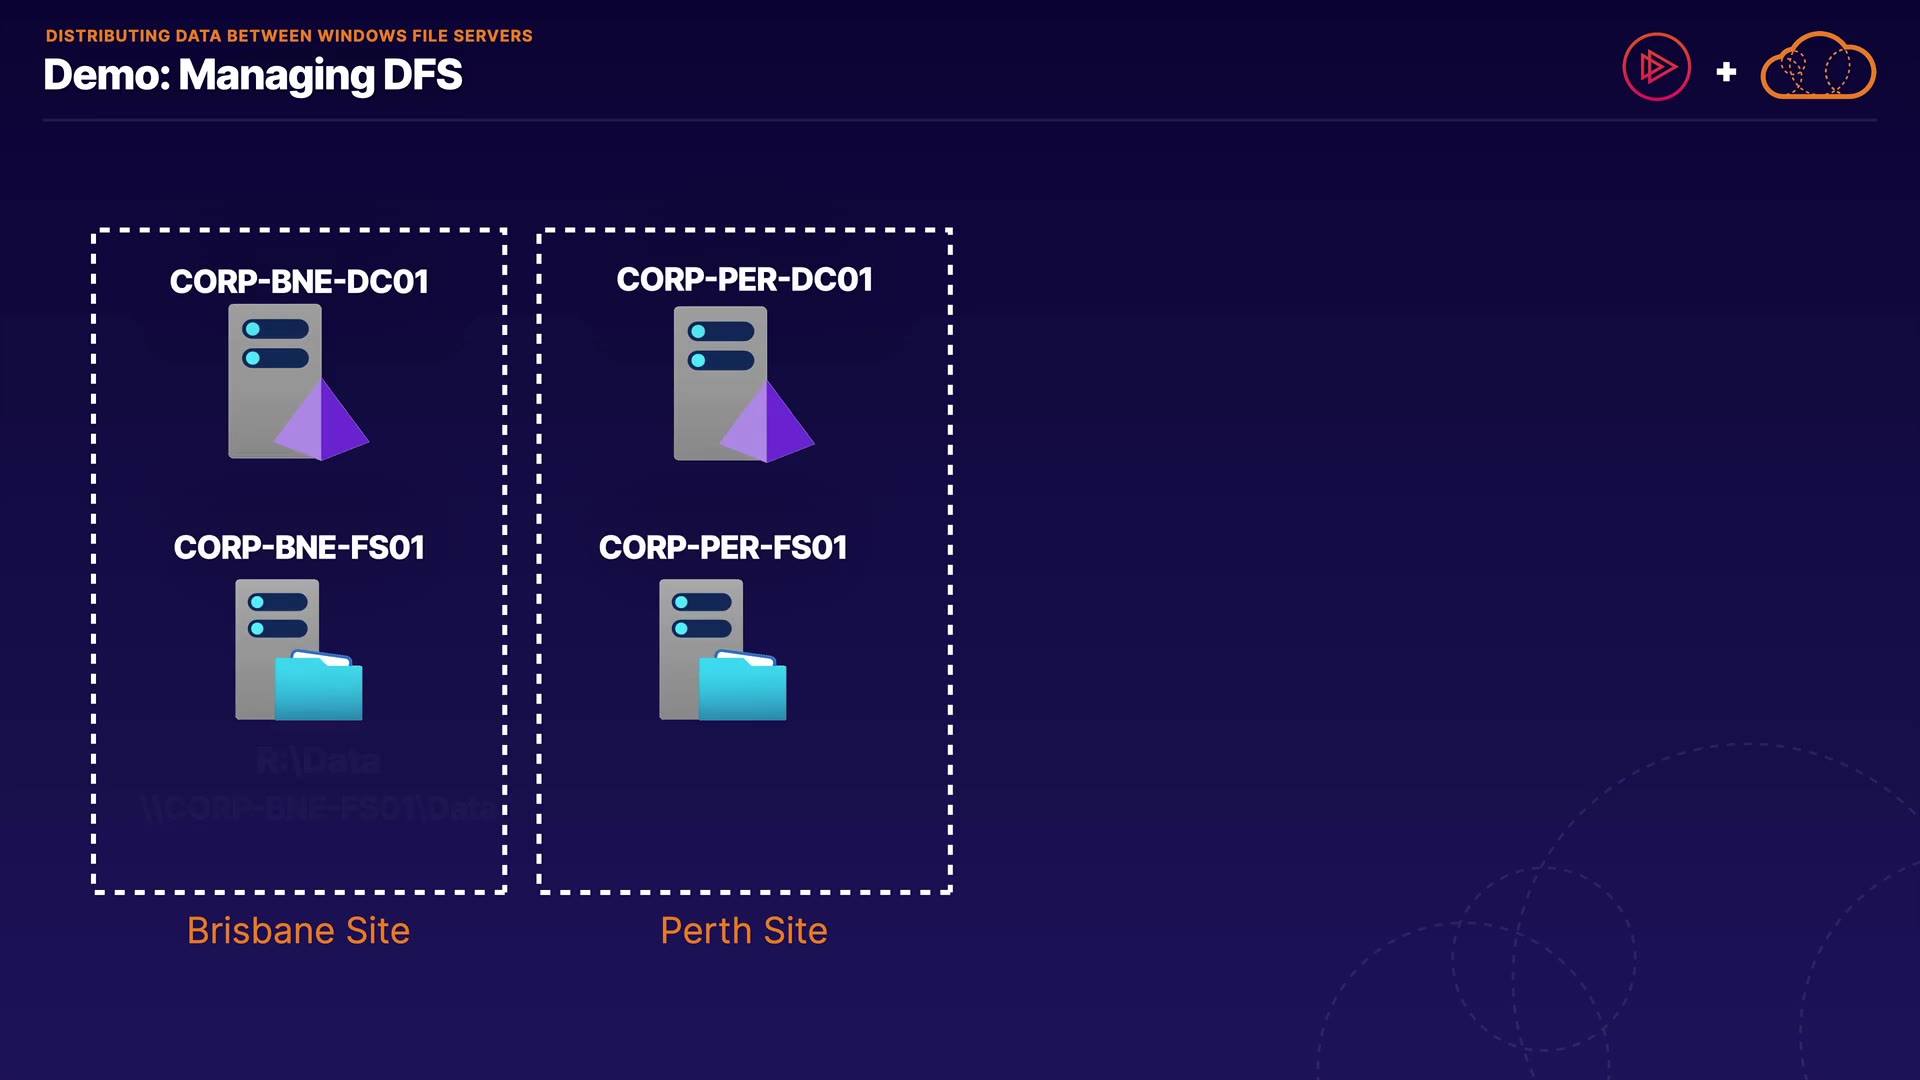 DISTRIBUTING DATA BETWEEN WINDOWS FILE SERVERS
Demo: Managing DFS
CORP-BNE-DC01
CORP-PER-DC01
CORP-BNE-FS01
CORP-PER-FS01
R:\Data
\\CORP-BNE-FS01\Data
Brisbane Site
Perth Site